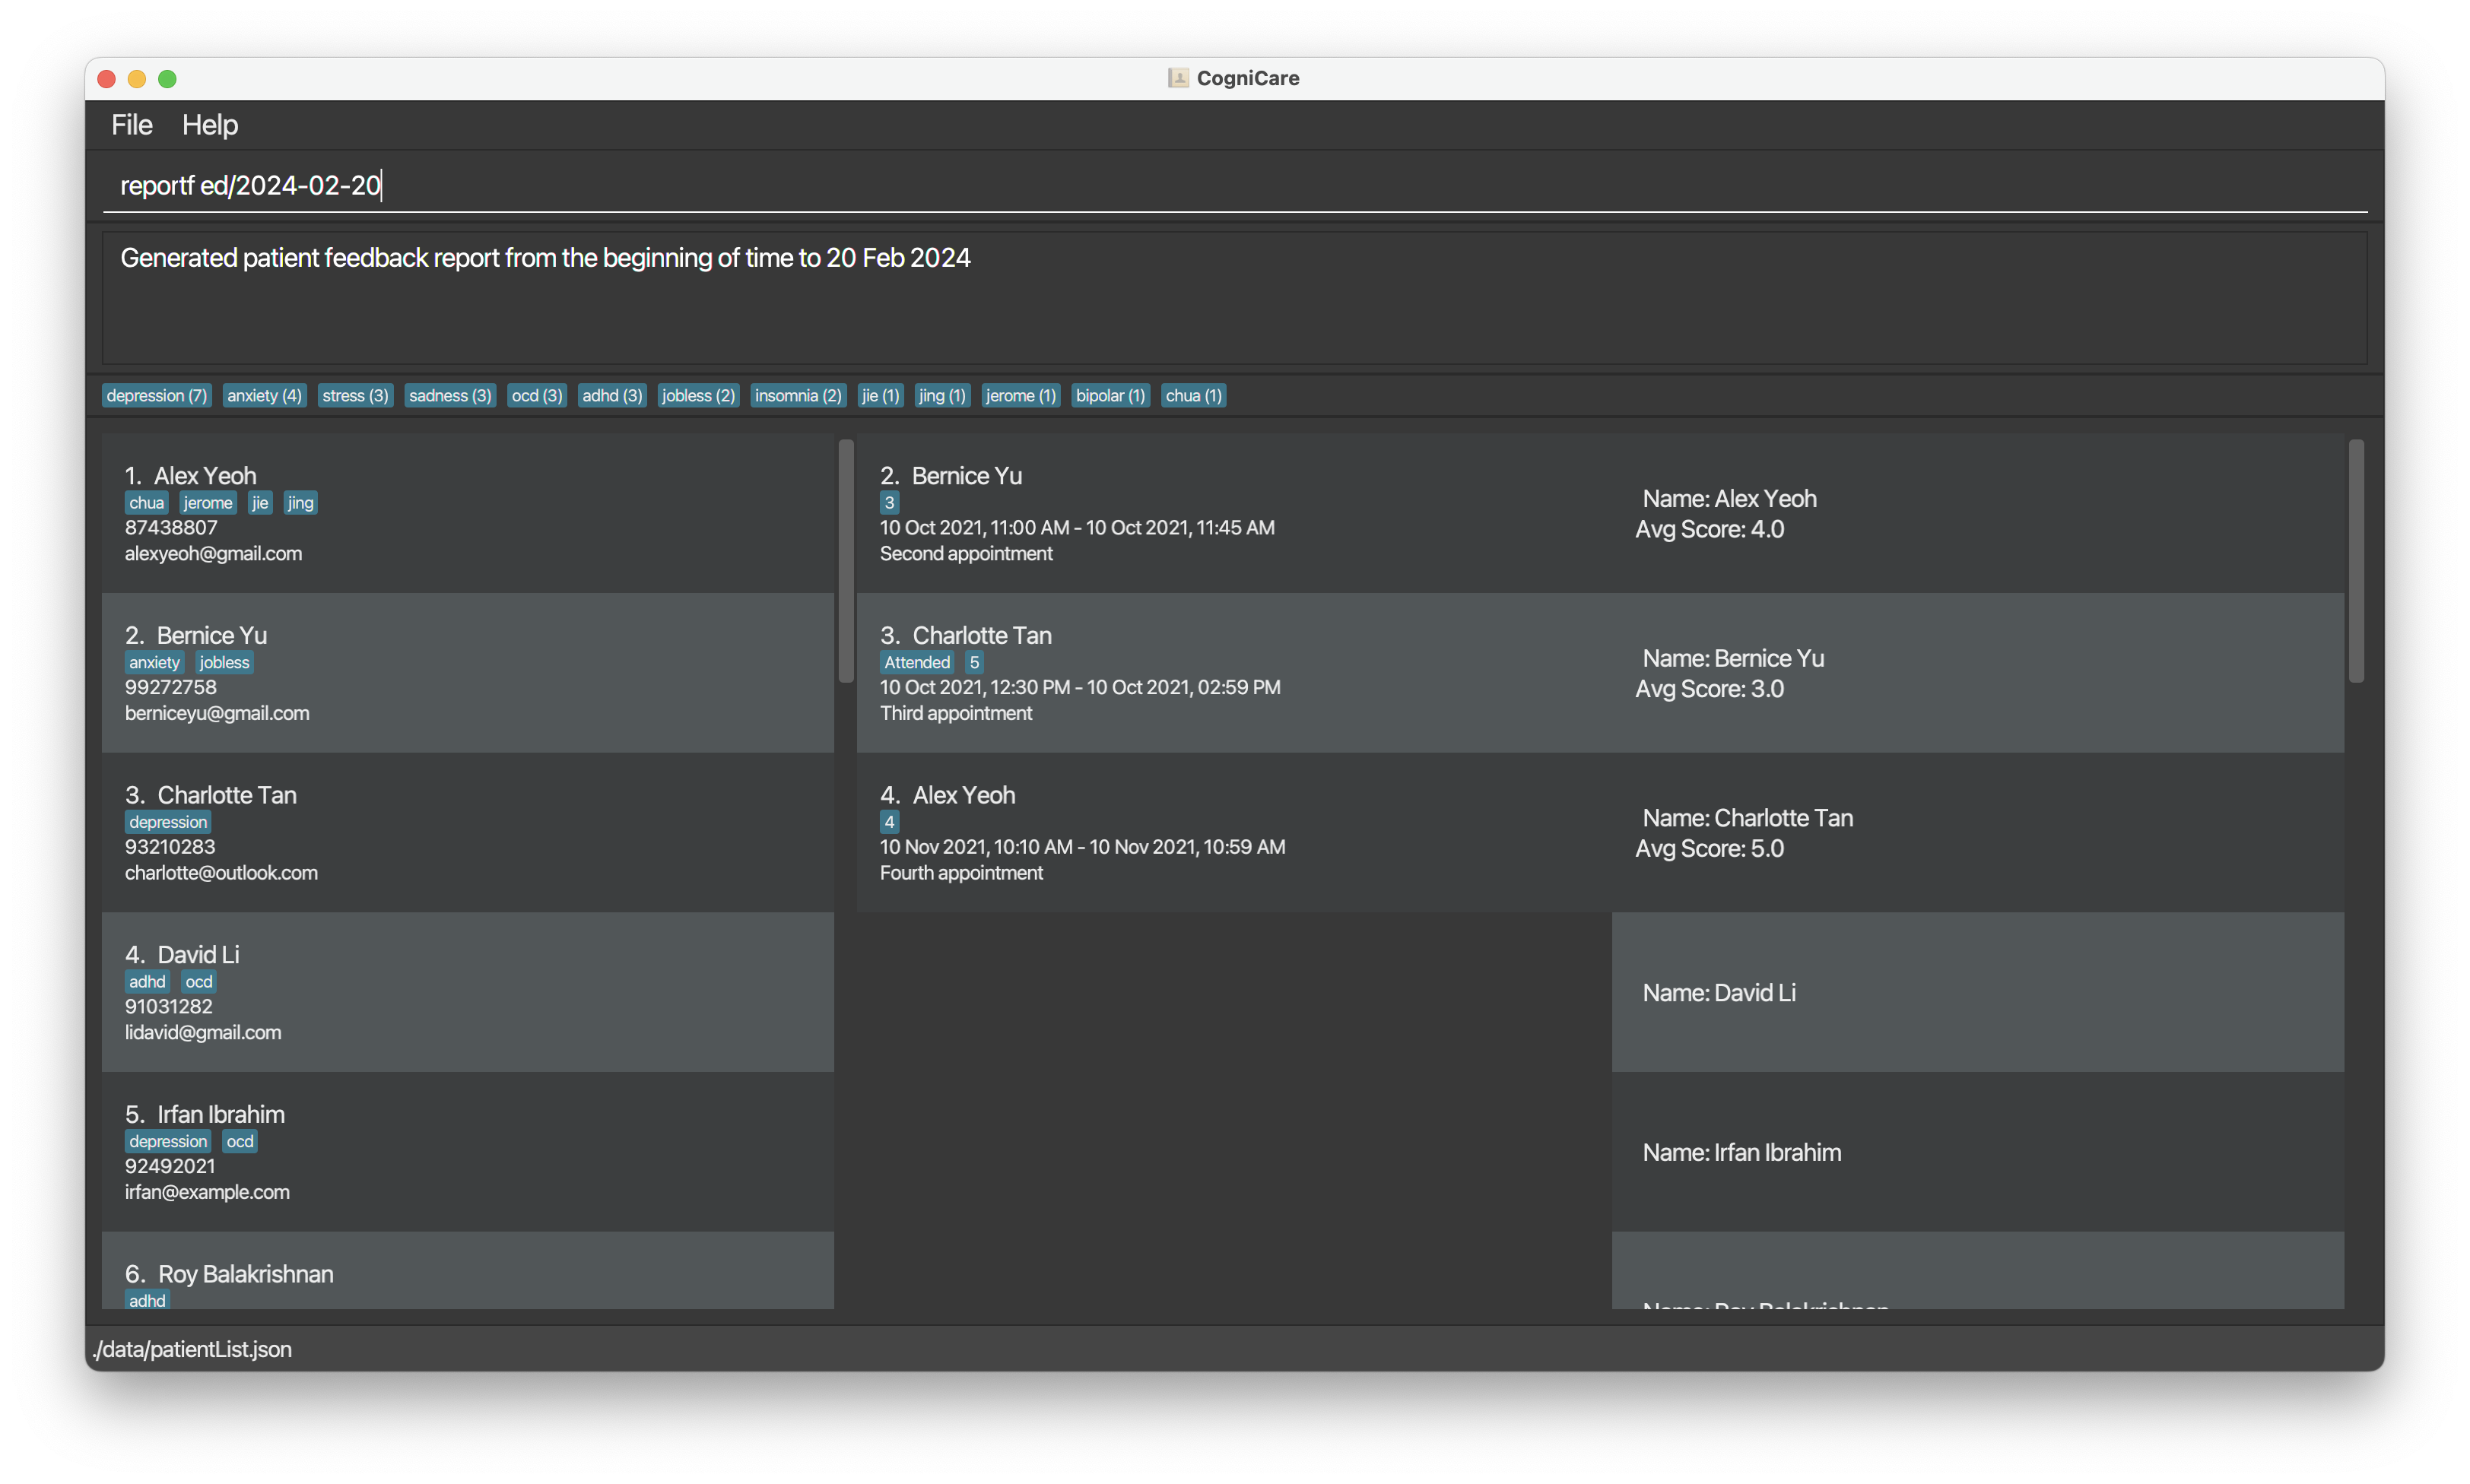 CogniCare
File Help
reportf ed/2024-02-20
Generated patient feedback report from the beginning of time to 20 Feb 2024
depression (7) anxiety (4) stress (3) sadness (3) ocd (3) adhd (3) jobless (2) insomnia (2) jie (1) jing (1) jerome (1) bipolar (1) chua (1)
1. Alex Yeoh
chua jerome jie jing
87438807
alexyeoh@gmail.com
2. Bernice Yu
anxiety jobless
99272758
berniceyu@gmail.com
3. Charlotte Tan
depression
93210283
charlotte@outlook.com
4. David Li
adhd ocd
91031282
lidavid@gmail.com
5. Irfan Ibrahim
depression ocd
92492021
irfan@example.com
6. Roy Balakrishnan
adhd
2. Bernice Yu
3
10 Oct 2021, 11:00 AM - 10 Oct 2021, 11:45 AM
Second appointment
3. Charlotte Tan
Attended 5
10 Oct 2021, 12:30 PM - 10 Oct 2021, 02:59 PM
Third appointment
4. Alex Yeoh
4
10 Nov 2021, 10:10 AM - 10 Nov 2021, 10:59 AM
Fourth appointment
Name: Alex Yeoh
Avg Score: 4.0
Name: Bernice Yu
Avg Score: 3.0
Name: Charlotte Tan
Avg Score: 5.0
Name: David Li
Name: Irfan Ibrahim
Name: Roy Balakrishnan
./data/patientList.json